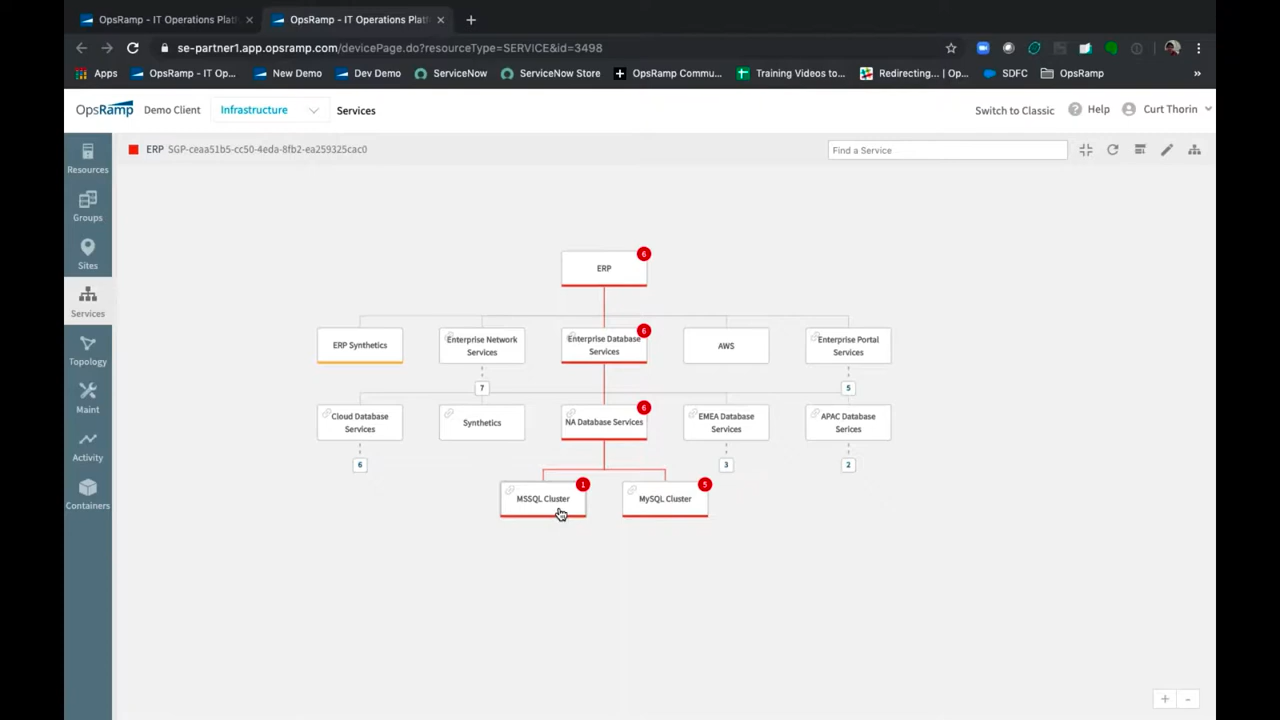 OpsRamp - IT Operations Platf
OpsRamp - IT Operations Platf
se-partner1.app.opsramp.com/devicePage.do?resourceType=SERVICE&id=3498
Apps
OpsRamp - IT Op...
New Demo
Dev Demo
ServiceNow
ServiceNow Store
OpsRamp Commu...
Training Videos to...
Redirecting... | Op...
SDFC
OpsRamp
»
OpsRamp
Demo Client
Infrastructure
Services
Switch to Classic
Help
Curt Thorin
ERP SGP-ceaa51b5-cc50-4eda-8fb2-ea259325cac0
Find a Service
Resources
Groups
Sites
Services
Topology
Maint
Activity
Containers
6
ERP
ERP Synthetics
Enterprise Network
Services
7
6
Enterprise Database
Services
AWS
Enterprise Portal
Services
5
Cloud Database
Services
6
Synthetics
6
NA Database Services
EMEA Database
Services
3
APAC Database
Serices
2
1
MSSQL Cluster
5
MySQL Cluster
+
-